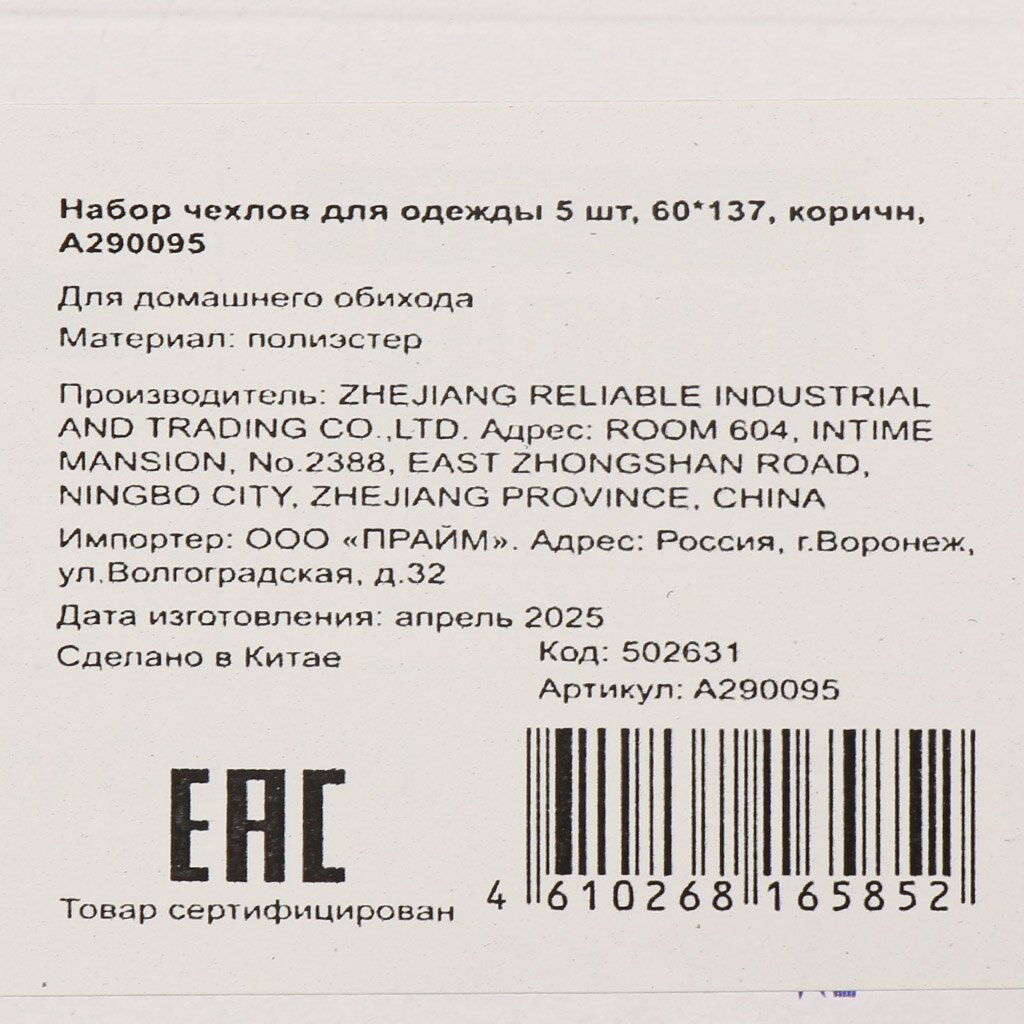 Набор чехлов для одежды 5 шт, 60*137, коричн,
А290095
Для домашнего обихода
Материал: полиэстер
Производитель: ZHEJIANG RELIABLE INDUSTRIAL
AND TRADING CO.,LTD. Адрес: ROOM 604, INTIME
MANSION, No.2388, EAST ZHONGSHAN ROAD,
NINGBO CITY, ZHEJIANG PROVINCE, CHINA
Импортер: ООО «ПРАЙМ». Адрес: Россия, г.Воронеж,
ул.Волгоградская, д.32
Дата изготовления: апрель 2025
Сделано в Китае
Код: 502631
Артикул: А290095
EAC
Товар сертифицирован
4 610268 165852